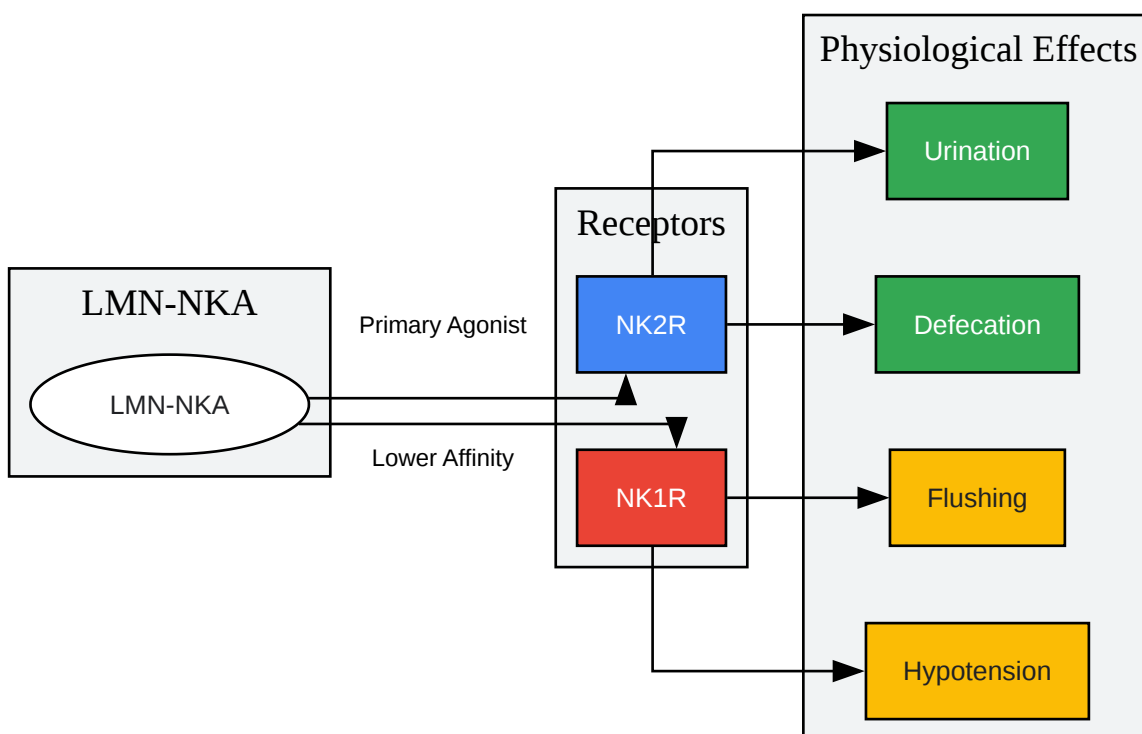 LMN-NKA
LMN-NKA
Primary Agonist
Lower Affinity
Receptors
NK2R
NK1R
Physiological Effects
Urination
Defecation
Flushing
Hypotension